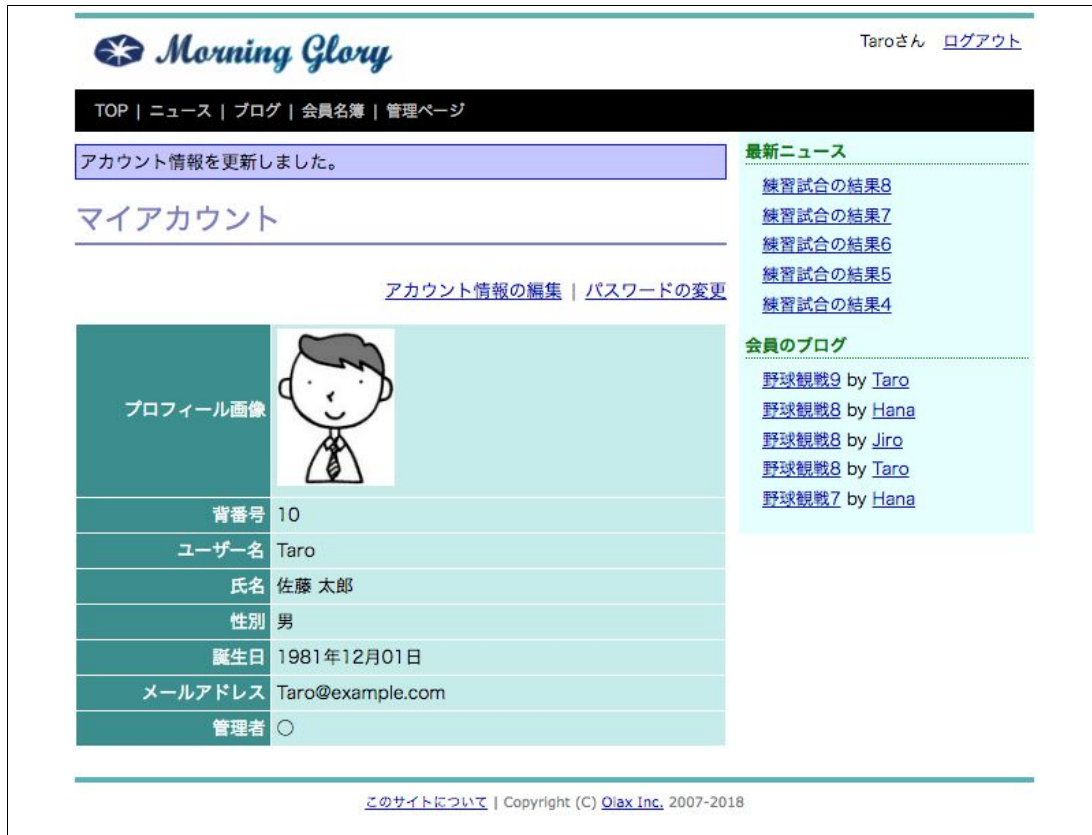 Morning Glory
Taroさん ログアウト
TOP | ニュース | ブログ | 会員名簿 | 管理ページ
アカウント情報を更新しました。
マイアカウント
アカウント情報の編集 | パスワードの変更
プロフィール画像
背番号 10
ユーザー名 Taro
氏名 佐藤 太郎
性別 男
誕生日 1981年12月01日
メールアドレス Taro@example.com
管理者 ○
最新ニュース
練習試合の結果8
練習試合の結果7
練習試合の結果6
練習試合の結果5
練習試合の結果4
会員のブログ
野球観戦9 by Taro
野球観戦8 by Hana
野球観戦8 by Jiro
野球観戦8 by Taro
野球観戦7 by Hana
このサイトについて | Copyright (C) Oiax Inc. 2007-2018